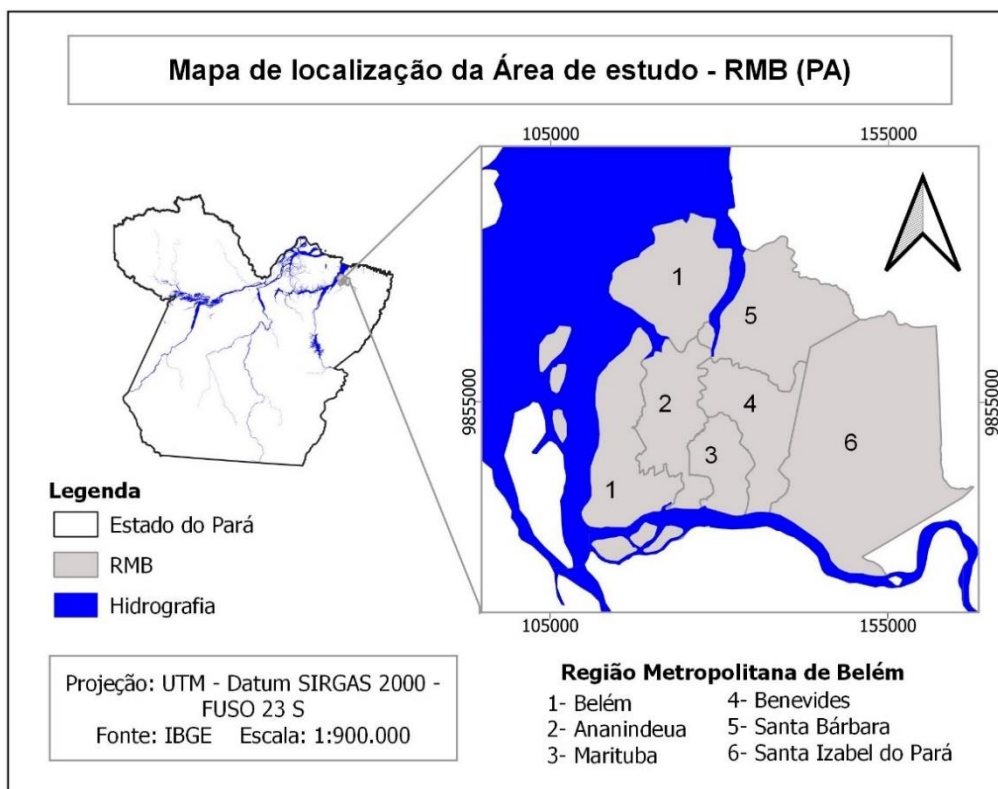 Mapa de localização da Área de estudo - RMB (PA)
105000
155000
9855000
9855000
1
5
2
4
3
6
1
105000
155000
Legenda
Estado do Pará
RMB
Hidrografia
Projeção: UTM - Datum SIRGAS 2000 -
FUSO 23 S
Fonte: IBGE Escala: 1:900.000
Região Metropolitana de Belém
1- Belém
2- Ananindeua
3- Marituba
4- Benevides
5- Santa Bárbara
6- Santa Izabel do Pará